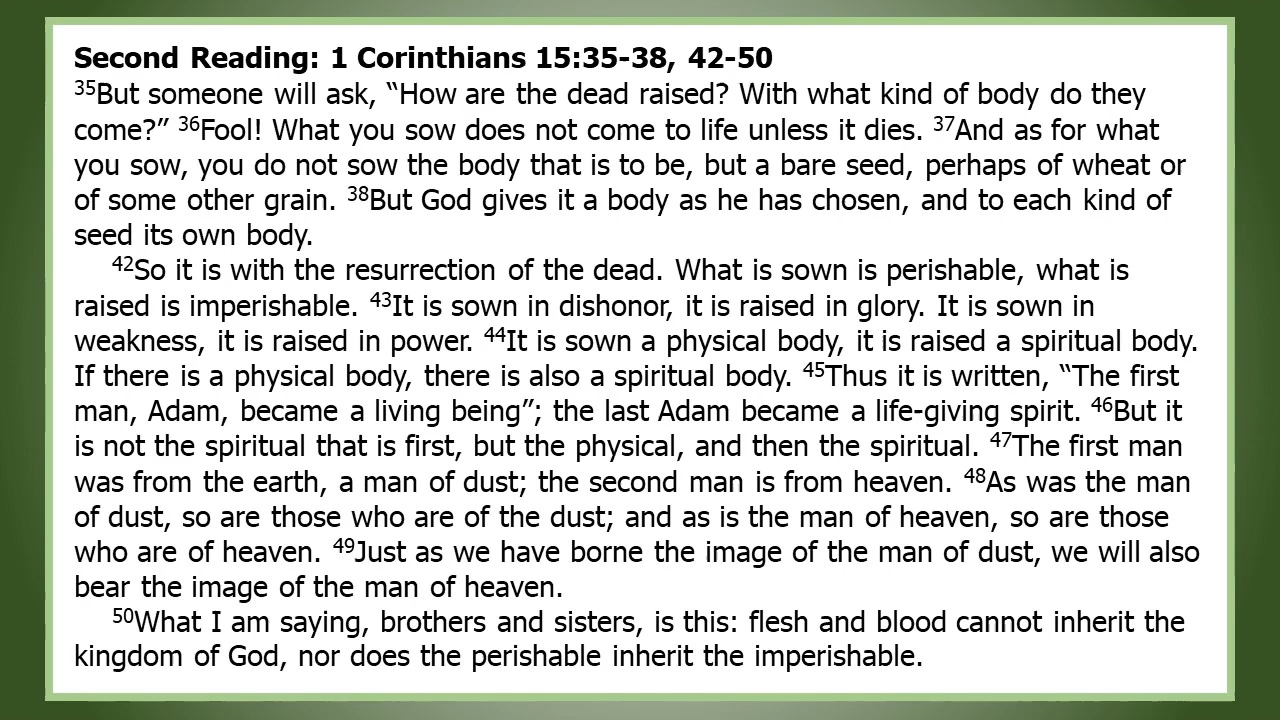 Second Reading: 1 Corinthians 15:35-38, 42-50
³⁵But someone will ask, “How are the dead raised? With what kind of body do they
come?” ³⁶Fool! What you sow does not come to life unless it dies. ³⁷And as for what
you sow, you do not sow the body that is to be, but a bare seed, perhaps of wheat or
of some other grain. ³⁸But God gives it a body as he has chosen, and to each kind of
seed its own body.
⁴²So it is with the resurrection of the dead. What is sown is perishable, what is
raised is imperishable. ⁴³It is sown in dishonor, it is raised in glory. It is sown in
weakness, it is raised in power. ⁴⁴It is sown a physical body, it is raised a spiritual body.
If there is a physical body, there is also a spiritual body. ⁴⁵Thus it is written, “The first
man, Adam, became a living being”; the last Adam became a life-giving spirit. ⁴⁶But it
is not the spiritual that is first, but the physical, and then the spiritual. ⁴⁷The first man
was from the earth, a man of dust; the second man is from heaven. ⁴⁸As was the man
of dust, so are those who are of the dust; and as is the man of heaven, so are those
who are of heaven. ⁴⁹Just as we have borne the image of the man of dust, we will also
bear the image of the man of heaven.
⁵⁰What I am saying, brothers and sisters, is this: flesh and blood cannot inherit the
kingdom of God, nor does the perishable inherit the imperishable.